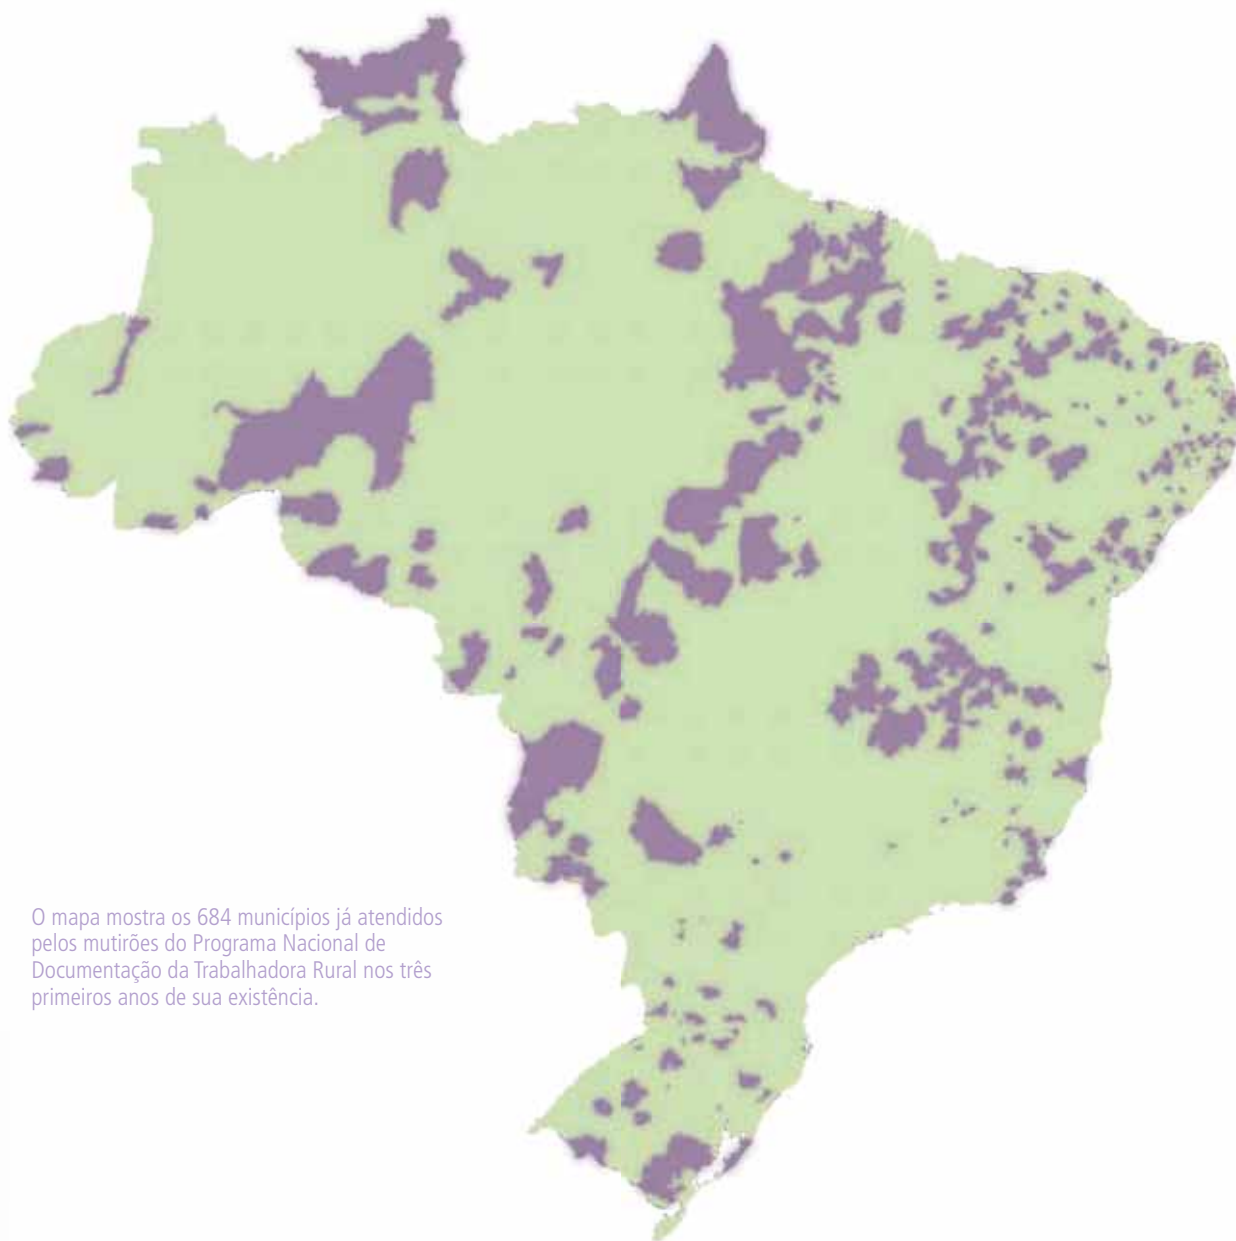 O mapa mostra os 684 municípios já atendidos
pelos mutirões do Programa Nacional de
Documentação da Trabalhadora Rural nos três
primeiros anos de sua existência.